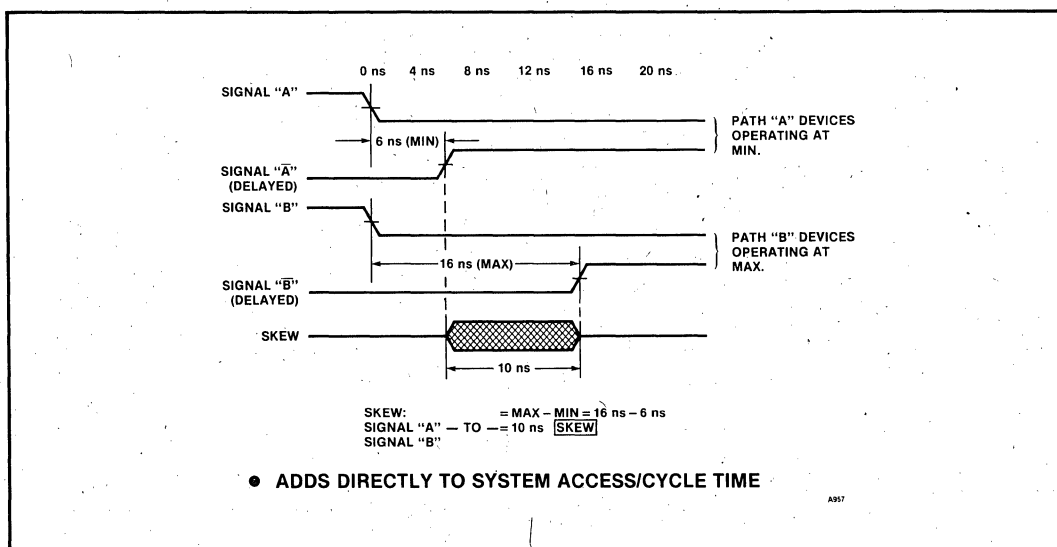 0 ns 4 ns 8 ns 12 ns 16 ns 20 ns
SIGNAL "A"
PATH "A" DEVICES
OPERATING AT
MIN.
6 ns (MIN)
SIGNAL "A̅"
(DELAYED)
SIGNAL "B"
PATH "B" DEVICES
OPERATING AT
MAX.
16 ns (MAX)
SIGNAL "B̅"
(DELAYED)
SKEW
10 ns
SKEW: = MAX – MIN = 16 ns – 6 ns
SIGNAL "A" — TO — = 10 ns SKEW
SIGNAL "B"
• ADDS DIRECTLY TO SYSTEM ACCESS/CYCLE TIME
A957